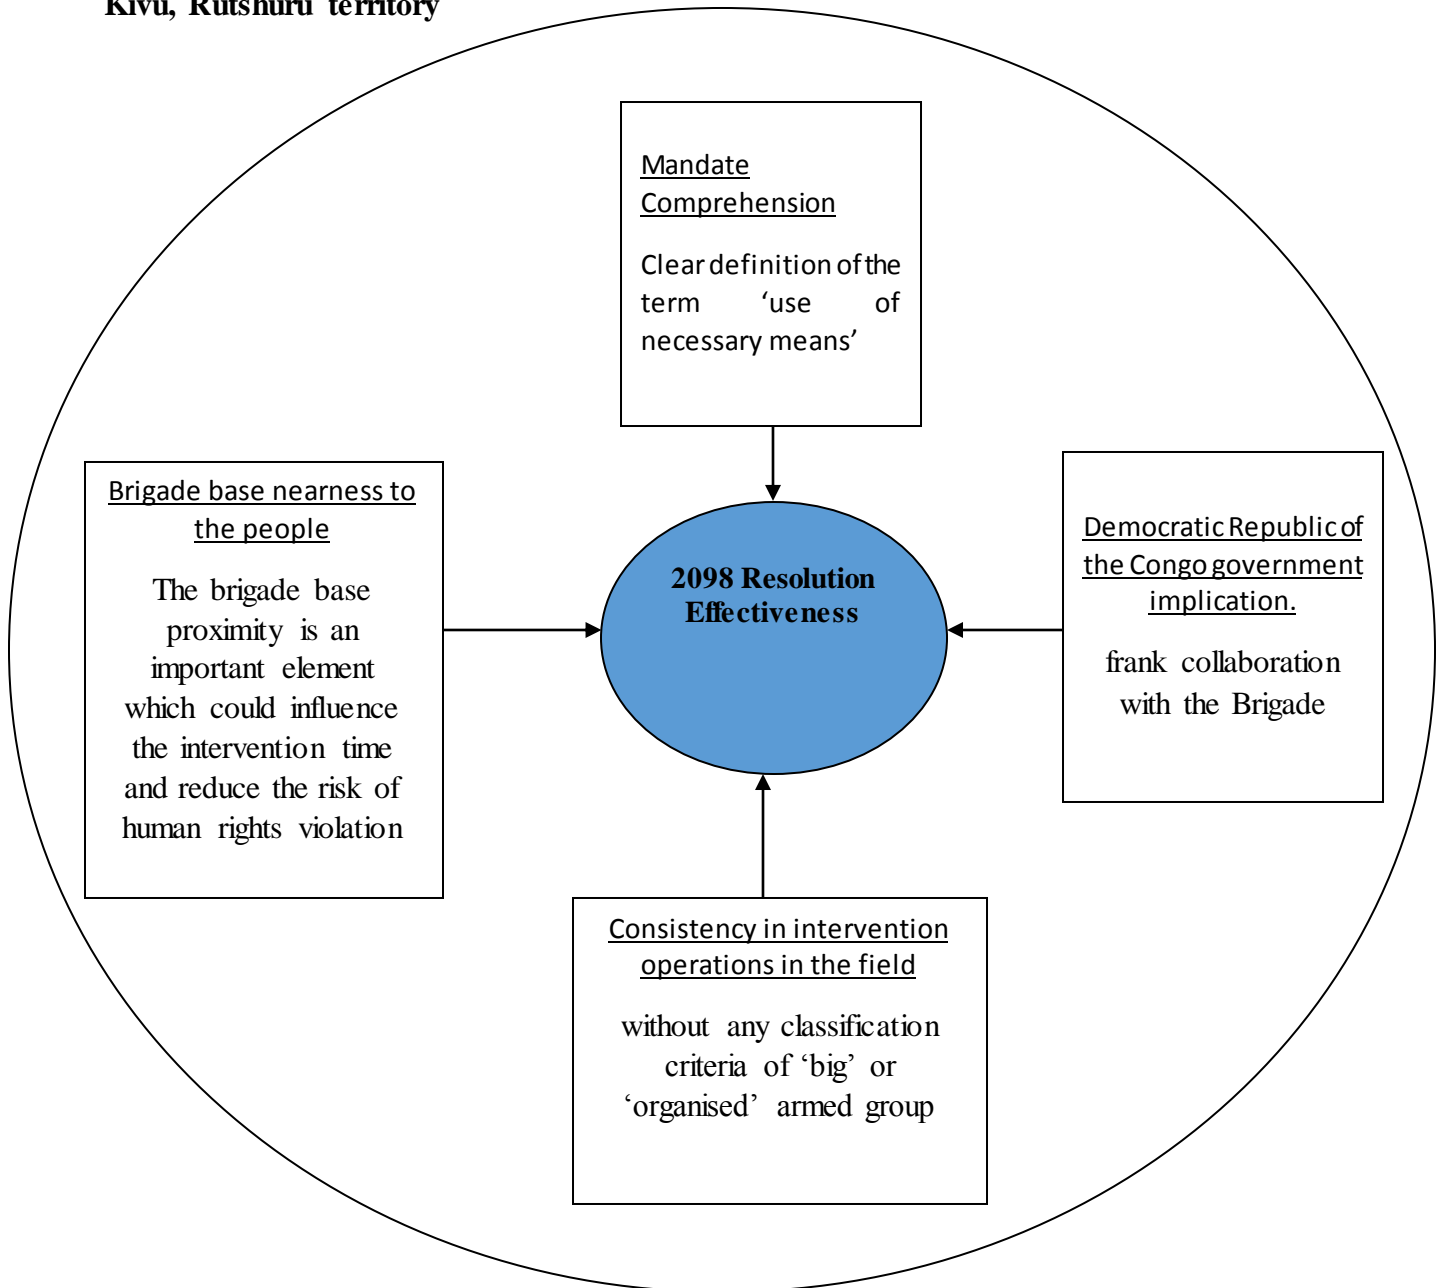 Kivu, Rutshuru territory
Mandate
Comprehension
Clear definition of the
term ‘use of
necessary means’
Brigade base nearness to
the people
The brigade base
proximity is an
important element
which could influence
the intervention time
and reduce the risk of
human rights violation
2098 Resolution
Effectiveness
Democratic Republic of
the Congo government
implication.
frank collaboration
with the Brigade
Consistency in intervention
operations in the field
without any classification
criteria of ‘big’ or
‘organised’ armed group